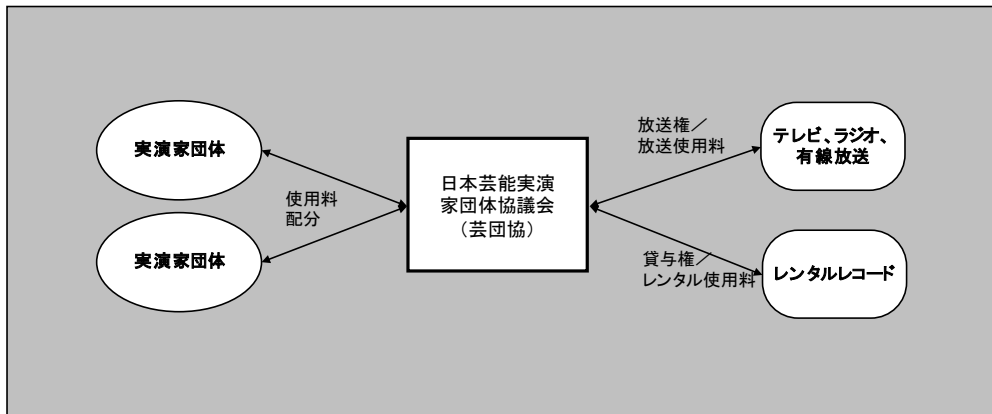 実演家団体
実演家団体
使用料
配分
日本芸能実演
家団体協議会
（芸団協）
放送権／
放送使用料
貸与権／
レンタル使用料
テレビ、ラジオ、
有線放送
レンタルレコード